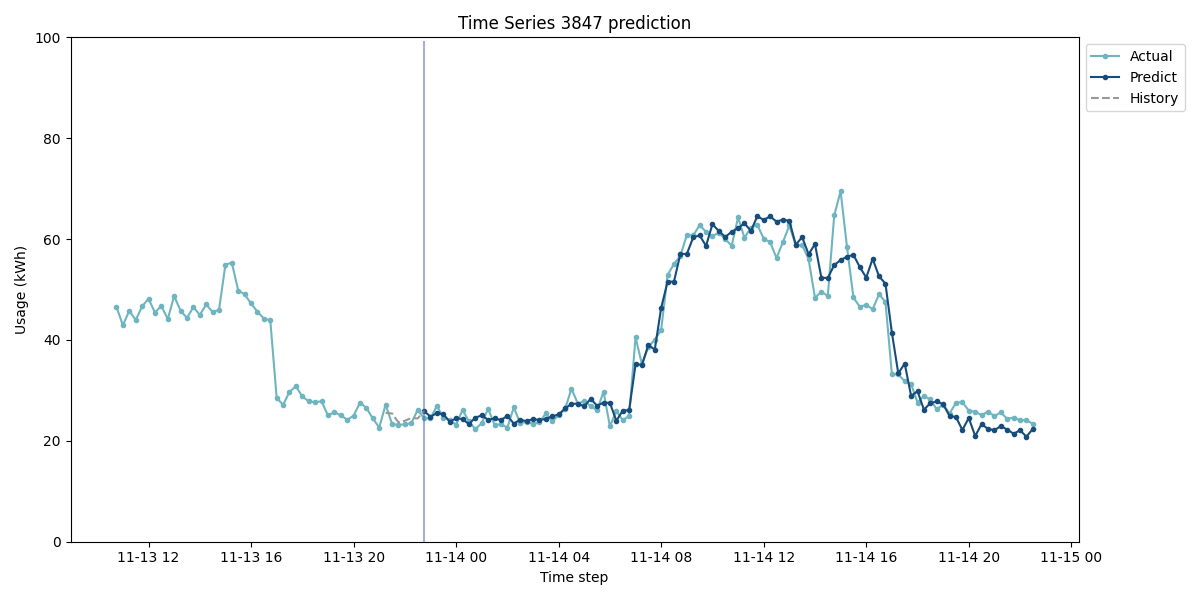 Time Series 3847 prediction
100
80
60
40
20
0
Usage (kWh)
11-13 12
11-13 16
11-13 20
11-14 00
11-14 04
11-14 08
11-14 12
11-14 16
11-14 20
11-15 00
Time step
Actual
Predict
History